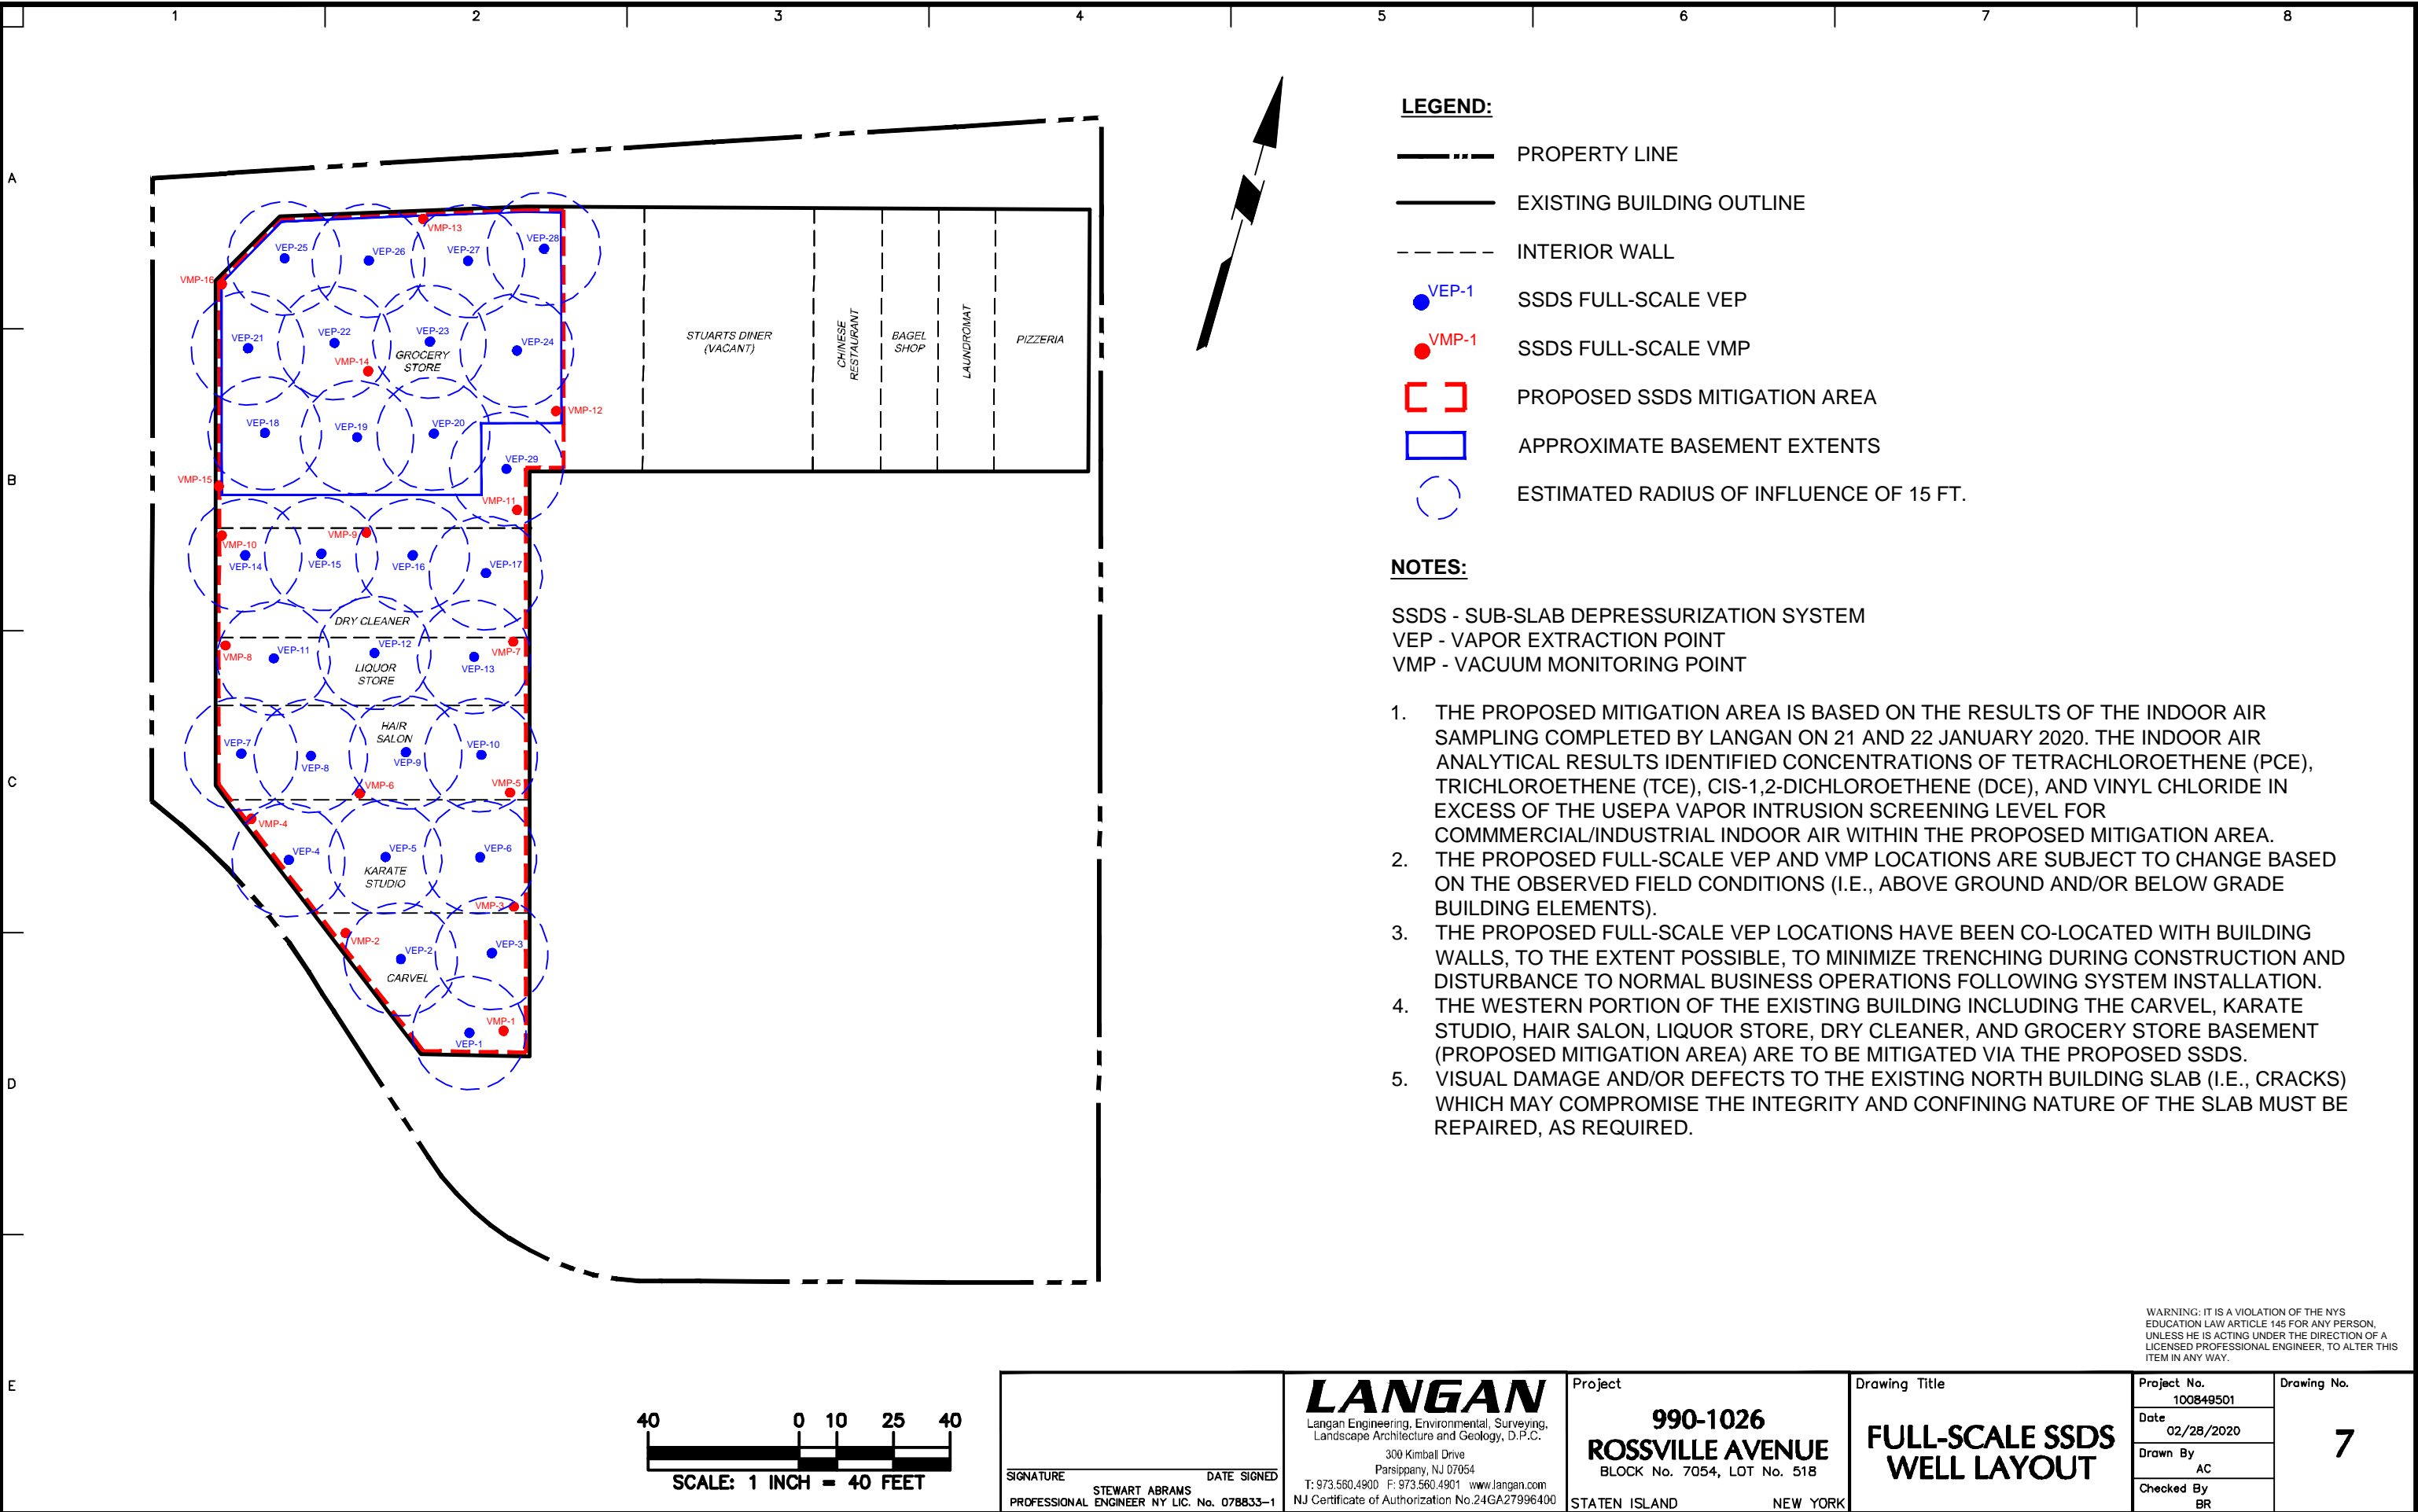 1 2 3 4 5 6 7 8
A
B
C
D
E
VEP-28
VMP-13
VEP-25
VEP-26
VEP-27
VMP-16
VEP-21
VEP-22
VEP-23
VEP-24
VMP-14
GROCERY
STORE
VMP-12
VEP-18
VEP-19
VEP-20
VEP-29
VMP-15
VMP-11
VMP-9
VMP-10
VEP-14
VEP-15
VEP-16
VEP-17
DRY CLEANER
VEP-12
VMP-8
VEP-11
VMP-7
LIQUOR
STORE
VEP-13
HAIR
SALON
VEP-7
VEP-8
VEP-9
VEP-10
VMP-6
VMP-5
VMP-4
VEP-4
VEP-5
VEP-6
KARATE
STUDIO
VMP-3
VMP-2
VEP-2
VEP-3
CARVEL
VMP-1
VEP-1
STUARTS DINER
(VACANT)
CHINESE
RESTAURANT
BAGEL
SHOP
LAUNDROMAT
PIZZERIA
LEGEND:
PROPERTY LINE
EXISTING BUILDING OUTLINE
INTERIOR WALL
VEP-1 SSDS FULL-SCALE VEP
VMP-1 SSDS FULL-SCALE VMP
PROPOSED SSDS MITIGATION AREA
APPROXIMATE BASEMENT EXTENTS
ESTIMATED RADIUS OF INFLUENCE OF 15 FT.
NOTES:
SSDS - SUB-SLAB DEPRESSURIZATION SYSTEM
VEP - VAPOR EXTRACTION POINT
VMP - VACUUM MONITORING POINT
1. THE PROPOSED MITIGATION AREA IS BASED ON THE RESULTS OF THE INDOOR AIR
SAMPLING COMPLETED BY LANGAN ON 21 AND 22 JANUARY 2020. THE INDOOR AIR
ANALYTICAL RESULTS IDENTIFIED CONCENTRATIONS OF TETRACHLOROETHENE (PCE),
TRICHLOROETHENE (TCE), CIS-1,2-DICHLOROETHENE (DCE), AND VINYL CHLORIDE IN
EXCESS OF THE USEPA VAPOR INTRUSION SCREENING LEVEL FOR
COMMMERCIAL/INDUSTRIAL INDOOR AIR WITHIN THE PROPOSED MITIGATION AREA.
2. THE PROPOSED FULL-SCALE VEP AND VMP LOCATIONS ARE SUBJECT TO CHANGE BASED
ON THE OBSERVED FIELD CONDITIONS (I.E., ABOVE GROUND AND/OR BELOW GRADE
BUILDING ELEMENTS).
3. THE PROPOSED FULL-SCALE VEP LOCATIONS HAVE BEEN CO-LOCATED WITH BUILDING
WALLS, TO THE EXTENT POSSIBLE, TO MINIMIZE TRENCHING DURING CONSTRUCTION AND
DISTURBANCE TO NORMAL BUSINESS OPERATIONS FOLLOWING SYSTEM INSTALLATION.
4. THE WESTERN PORTION OF THE EXISTING BUILDING INCLUDING THE CARVEL, KARATE
STUDIO, HAIR SALON, LIQUOR STORE, DRY CLEANER, AND GROCERY STORE BASEMENT
(PROPOSED MITIGATION AREA) ARE TO BE MITIGATED VIA THE PROPOSED SSDS.
5. VISUAL DAMAGE AND/OR DEFECTS TO THE EXISTING NORTH BUILDING SLAB (I.E., CRACKS)
WHICH MAY COMPROMISE THE INTEGRITY AND CONFINING NATURE OF THE SLAB MUST BE
REPAIRED, AS REQUIRED.
WARNING: IT IS A VIOLATION OF THE NYS
EDUCATION LAW ARTICLE 145 FOR ANY PERSON,
UNLESS HE IS ACTING UNDER THE DIRECTION OF A
LICENSED PROFESSIONAL ENGINEER, TO ALTER THIS
ITEM IN ANY WAY.
40 0 10 25 40
SCALE: 1 INCH = 40 FEET
SIGNATURE DATE SIGNED
STEWART ABRAMS
PROFESSIONAL ENGINEER NY LIC. No. 078833-1
LANGAN
Langan Engineering, Environmental, Surveying,
Landscape Architecture and Geology, D.P.C.
300 Kimball Drive
Parsippany, NJ 07054
T: 973.560.4900 F: 973.560.4901 www.langan.com
NJ Certificate of Authorization No.24GA27996400
Project
990-1026
ROSSVILLE AVENUE
BLOCK No. 7054, LOT No. 518
STATEN ISLAND NEW YORK
Drawing Title
FULL-SCALE SSDS
WELL LAYOUT
Project No.
100849501
Date
02/28/2020
Drawn By
AC
Checked By
BR
Drawing No.
7